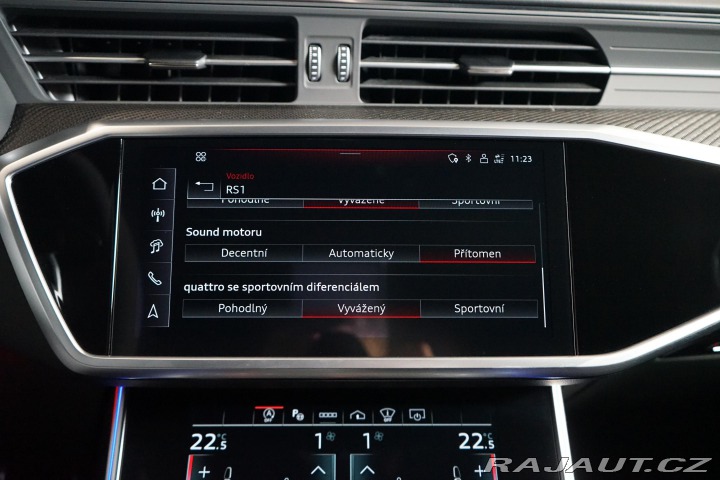 11:23
Vozidlo
RS1
Pohodlné Vyvážené Sportovní
Sound motoru
Decentní Automaticky Přítomen
quattro se sportovním diferenciálem
Pohodlný Vyvážený Sportovní
A OFF P
22.5 °C 1 1 22.5 °C
+ +
RAJAUT.CZ